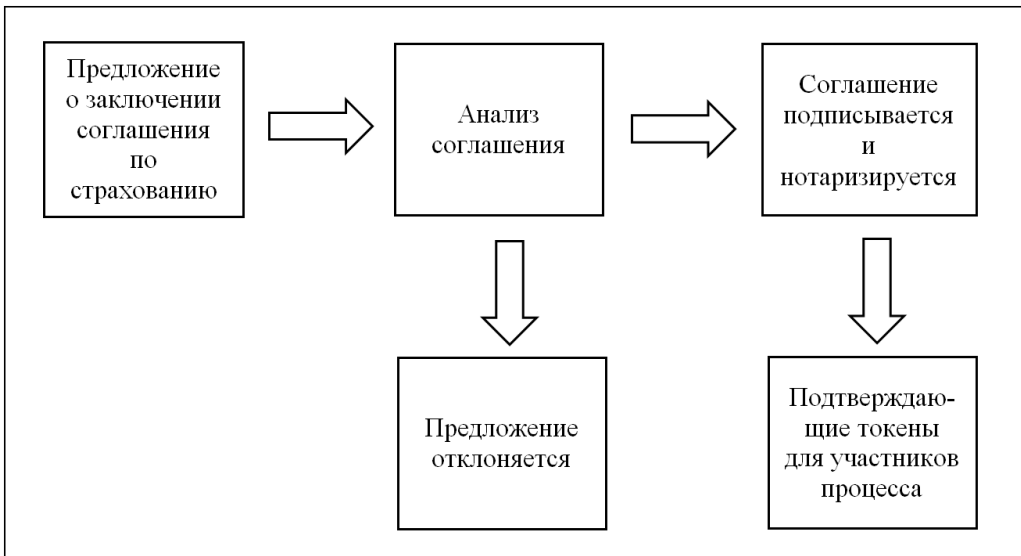 Предложение
о заключении
соглашения
по
страхованию
Анализ
соглашения
Соглашение
подписывается
и
нотаризируется
Предложение
отклоняется
Подтверждаю-
щие токены
для участников
процесса